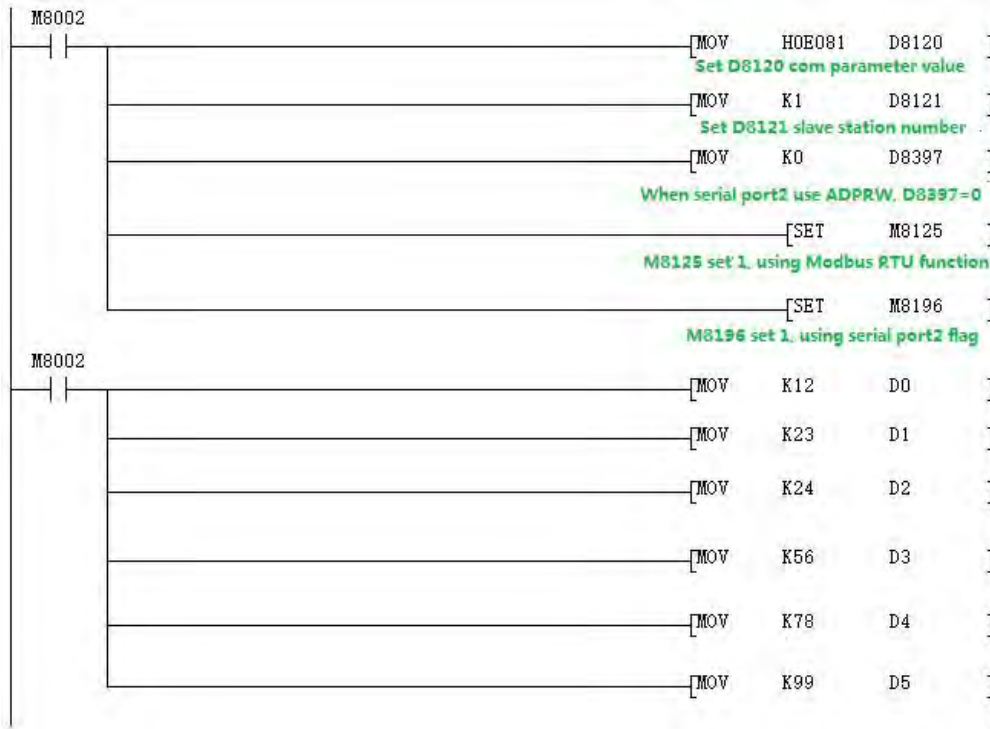 M8002
MOV H0E081 D8120
Set D8120 com parameter value
MOV K1 D8121
Set D8121 slave station number
MOV K0 D8397
When serial port2 use ADPRW, D8397=0
SET M8125
M8125 set 1, using Modbus RTU function
SET M8196
M8196 set 1, using serial port2 flag
M8002
MOV K12 D0
MOV K23 D1
MOV K24 D2
MOV K56 D3
MOV K78 D4
MOV K99 D5